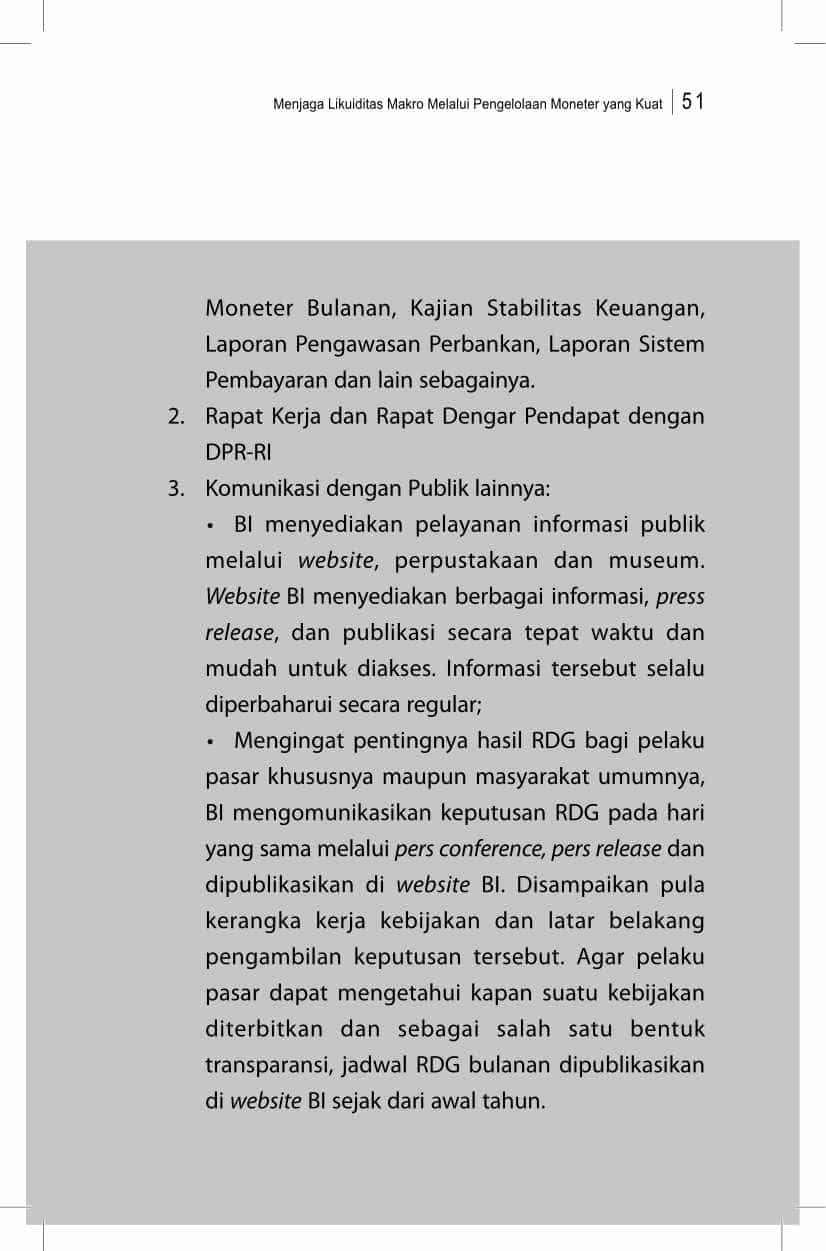 Menjaga Likuiditas Makro Melalui Pengelolaan Moneter yang Kuat 51
Moneter Bulanan, Kajian Stabilitas Keuangan,
Laporan Pengawasan Perbankan, Laporan Sistem
Pembayaran dan lain sebagainya.
2. Rapat Kerja dan Rapat Dengar Pendapat dengan
DPR-RI
3. Komunikasi dengan Publik lainnya:
• BI menyediakan pelayanan informasi publik
melalui website, perpustakaan dan museum.
Website BI menyediakan berbagai informasi, press
release, dan publikasi secara tepat waktu dan
mudah untuk diakses. Informasi tersebut selalu
diperbaharui secara regular;
• Mengingat pentingnya hasil RDG bagi pelaku
pasar khususnya maupun masyarakat umumnya,
BI mengomunikasikan keputusan RDG pada hari
yang sama melalui pers conference, pers release dan
dipublikasikan di website BI. Disampaikan pula
kerangka kerja kebijakan dan latar belakang
pengambilan keputusan tersebut. Agar pelaku
pasar dapat mengetahui kapan suatu kebijakan
diterbitkan dan sebagai salah satu bentuk
transparansi, jadwal RDG bulanan dipublikasikan
di website BI sejak dari awal tahun.